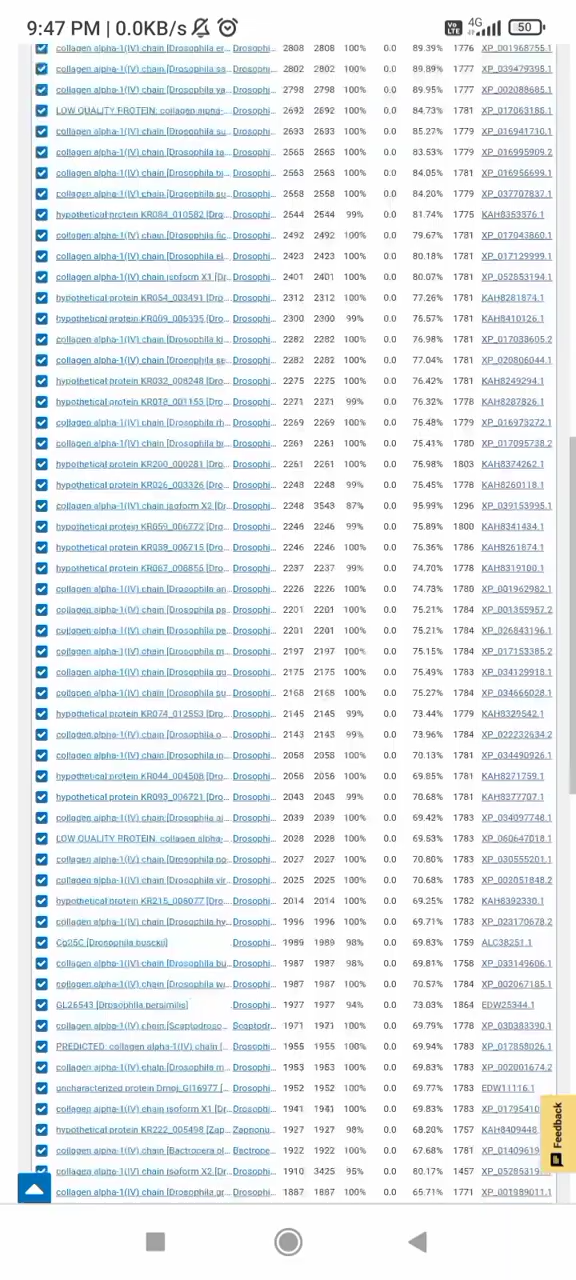 9:47 PM | 0.0KB/s
Vo LTE 4G 50
collagen alpha-1(IV) chain [Drosophila er... Drosophi... 2808 2808 100% 0.0 89.39% 1776 XP_001968755.1
collagen alpha-1(IV) chain [Drosophila sa... Drosophi... 2802 2802 100% 0.0 89.89% 1777 XP_039479395.1
collagen alpha-1(IV) chain [Drosophila ya... Drosophi... 2798 2798 100% 0.0 89.95% 1777 XP_002088685.1
LOW QUALITY PROTEIN: collagen alpha-... Drosophi... 2692 2692 100% 0.0 84.73% 1781 XP_017063186.1
collagen alpha-1(IV) chain [Drosophila su... Drosophi... 2633 2633 100% 0.0 85.27% 1779 XP_016941710.1
collagen alpha-1(IV) chain [Drosophila ta... Drosophi... 2565 2565 100% 0.0 83.53% 1779 XP_016995909.2
collagen alpha-1(IV) chain [Drosophila bi... Drosophi... 2563 2563 100% 0.0 84.05% 1781 XP_016956699.1
collagen alpha-1(IV) chain [Drosophila su... Drosophi... 2558 2558 100% 0.0 84.20% 1779 XP_037707837.1
hypothetical protein KR084_010582 [Dro... Drosophi... 2544 2544 99% 0.0 81.74% 1775 KAH8353376.1
collagen alpha-1(IV) chain [Drosophila fic... Drosophi... 2492 2492 100% 0.0 79.67% 1781 XP_017043860.1
collagen alpha-1(IV) chain [Drosophila el... Drosophi... 2423 2423 100% 0.0 80.18% 1781 XP_017129999.1
collagen alpha-1(IV) chain isoform X1 [Dr... Drosophi... 2401 2401 100% 0.0 80.07% 1781 XP_052853194.1
hypothetical protein KR054_003491 [Dro... Drosophi... 2312 2312 100% 0.0 77.26% 1781 KAH8281874.1
hypothetical protein KR009_006335 [Dro... Drosophi... 2300 2300 99% 0.0 76.57% 1781 KAH8410126.1
collagen alpha-1(IV) chain [Drosophila ki... Drosophi... 2282 2282 100% 0.0 76.98% 1781 XP_017033605.2
collagen alpha-1(IV) chain [Drosophila se... Drosophi... 2282 2282 100% 0.0 77.04% 1781 XP_020806044.1
hypothetical protein KR032_008248 [Dro... Drosophi... 2275 2275 100% 0.0 76.42% 1781 KAH8249294.1
hypothetical protein KR018_001153 [Dro... Drosophi... 2271 2271 99% 0.0 76.32% 1778 KAH8287826.1
collagen alpha-1(IV) chain [Drosophila rh... Drosophi... 2269 2269 100% 0.0 75.48% 1779 XP_016973272.1
collagen alpha-1(IV) chain [Drosophila bi... Drosophi... 2261 2261 100% 0.0 75.41% 1780 XP_017095738.2
hypothetical protein KR200_000281 [Dro... Drosophi... 2261 2261 100% 0.0 75.98% 1803 KAH8374262.1
hypothetical protein KR026_003326 [Dro... Drosophi... 2248 2248 99% 0.0 75.45% 1778 KAH8260118.1
collagen alpha-1(IV) chain isoform X2 [Dr... Drosophi... 2248 3543 87% 0.0 95.99% 1296 XP_039153995.1
hypothetical protein KR059_006772 [Dro... Drosophi... 2246 2246 99% 0.0 75.89% 1800 KAH8341434.1
hypothetical protein KR038_006715 [Dro... Drosophi... 2246 2246 100% 0.0 75.36% 1786 KAH8261874.1
hypothetical protein KR067_008855 [Dro... Drosophi... 2237 2237 99% 0.0 74.70% 1778 KAH8319100.1
collagen alpha-1(IV) chain [Drosophila an... Drosophi... 2226 2226 100% 0.0 74.73% 1780 XP_001962982.1
collagen alpha-1(IV) chain [Drosophila ps... Drosophi... 2201 2201 100% 0.0 75.21% 1784 XP_001355957.2
collagen alpha-1(IV) chain [Drosophila pe... Drosophi... 2201 2201 100% 0.0 75.21% 1784 XP_026843196.1
collagen alpha-1(IV) chain [Drosophila m... Drosophi... 2197 2197 100% 0.0 75.15% 1784 XP_017153385.2
collagen alpha-1(IV) chain [Drosophila gu... Drosophi... 2175 2175 100% 0.0 75.49% 1783 XP_034129918.1
collagen alpha-1(IV) chain [Drosophila su... Drosophi... 2168 2168 100% 0.0 75.27% 1784 XP_034666028.1
hypothetical protein KR074_012553 [Dro... Drosophi... 2145 2145 99% 0.0 73.44% 1779 KAH8329542.1
collagen alpha-1(IV) chain [Drosophila o... Drosophi... 2143 2143 99% 0.0 73.96% 1784 XP_022232634.2
collagen alpha-1(IV) chain [Drosophila in... Drosophi... 2058 2058 100% 0.0 70.13% 1781 XP_034490926.1
hypothetical protein KR044_004508 [Dro... Drosophi... 2056 2056 100% 0.0 69.85% 1781 KAH8271759.1
hypothetical protein KR093_006721 [Dro... Drosophi... 2043 2043 99% 0.0 70.68% 1781 KAH8377707.1
collagen alpha-1(IV) chain [Drosophila al... Drosophi... 2039 2039 100% 0.0 69.42% 1783 XP_034097748.1
LOW QUALITY PROTEIN: collagen alpha-... Drosophi... 2028 2028 100% 0.0 69.53% 1783 XP_060647018.1
collagen alpha-1(IV) chain [Drosophila no... Drosophi... 2027 2027 100% 0.0 70.80% 1783 XP_030555201.1
collagen alpha-1(IV) chain [Drosophila vir... Drosophi... 2025 2025 100% 0.0 70.68% 1783 XP_002051848.2
hypothetical protein KR215_006077 [Dro... Drosophi... 2014 2014 100% 0.0 69.25% 1782 KAH8392330.1
collagen alpha-1(IV) chain [Drosophila hy... Drosophi... 1996 1996 100% 0.0 69.71% 1783 XP_023170678.2
Cg25C [Drosophila busckii] Drosophi... 1989 1989 98% 0.0 69.83% 1759 ALC38251.1
collagen alpha-1(IV) chain [Drosophila bu... Drosophi... 1987 1987 98% 0.0 69.81% 1758 XP_033149606.1
collagen alpha-1(IV) chain [Drosophila wi... Drosophi... 1987 1987 100% 0.0 70.57% 1784 XP_002067185.1
GL26543 [Drosophila persimilis] Drosophi... 1977 1977 94% 0.0 73.03% 1864 EDW25344.1
collagen alpha-1(IV) chain [Scaptodroso... Scaptodr... 1971 1971 100% 0.0 69.79% 1778 XP_030383390.1
PREDICTED: collagen alpha-1(IV) chain [... Drosophi... 1955 1955 100% 0.0 69.94% 1783 XP_017858026.1
collagen alpha-1(IV) chain [Drosophila m... Drosophi... 1953 1953 100% 0.0 69.83% 1783 XP_002001674.2
uncharacterized protein Dmoj_GI16977 [... Drosophi... 1952 1952 100% 0.0 69.77% 1783 EDW11116.1
collagen alpha-1(IV) chain isoform X1 [Dr... Drosophi... 1941 1941 100% 0.0 69.83% 1783 XP_01795410
hypothetical protein KR222_005498 [Zap... Zaprionu... 1927 1927 98% 0.0 68.20% 1757 KAH8409448
collagen alpha-1(IV) chain [Bactrocera ol... Bactroce... 1922 1922 100% 0.0 67.68% 1781 XP_01409619
collagen alpha-1(IV) chain isoform X2 [Dr... Drosophi... 1910 3425 95% 0.0 80.17% 1457 XP_05285319
collagen alpha-1(IV) chain [Drosophila gr... Drosophi... 1887 1887 100% 0.0 65.71% 1771 XP_001989011.1
Feedback